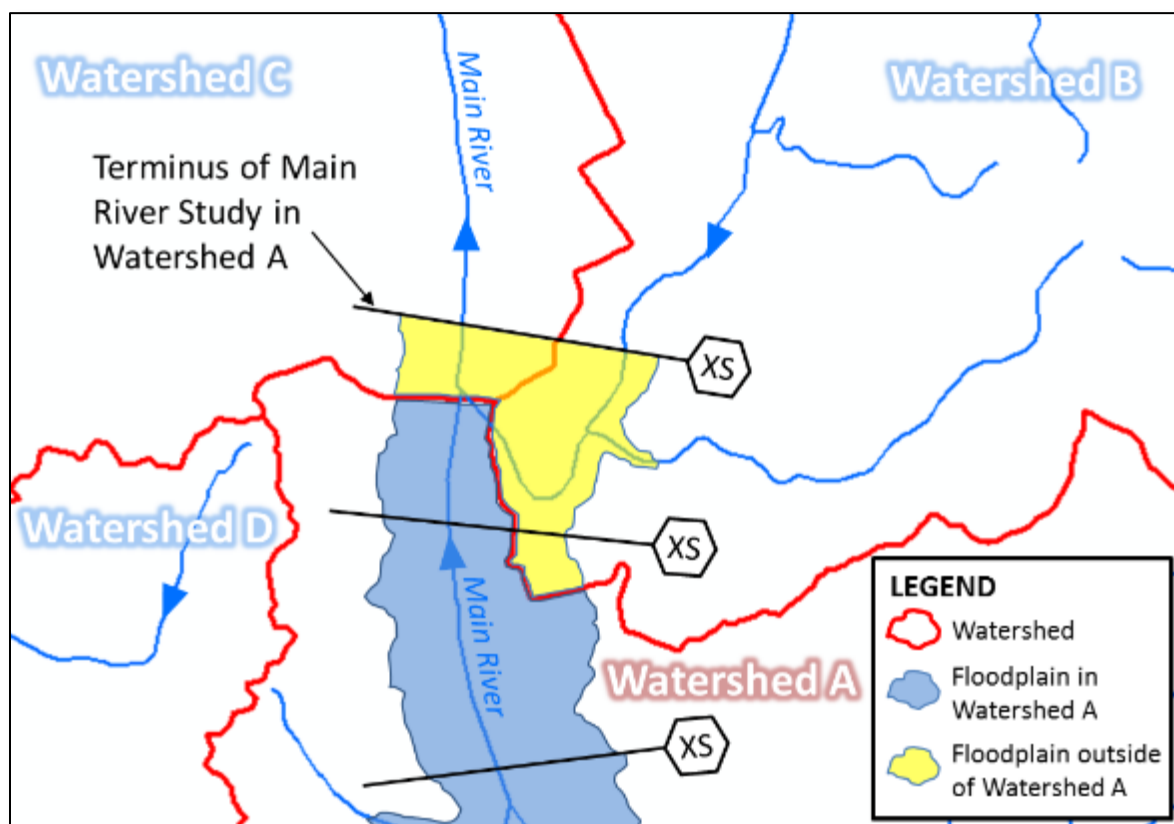 Watershed C
Main River
Watershed B
Terminus of Main
River Study in
Watershed A
XS
Watershed D
XS
Main River
Watershed A
XS
LEGEND
Watershed
Floodplain in
Watershed A
Floodplain outside
of Watershed A